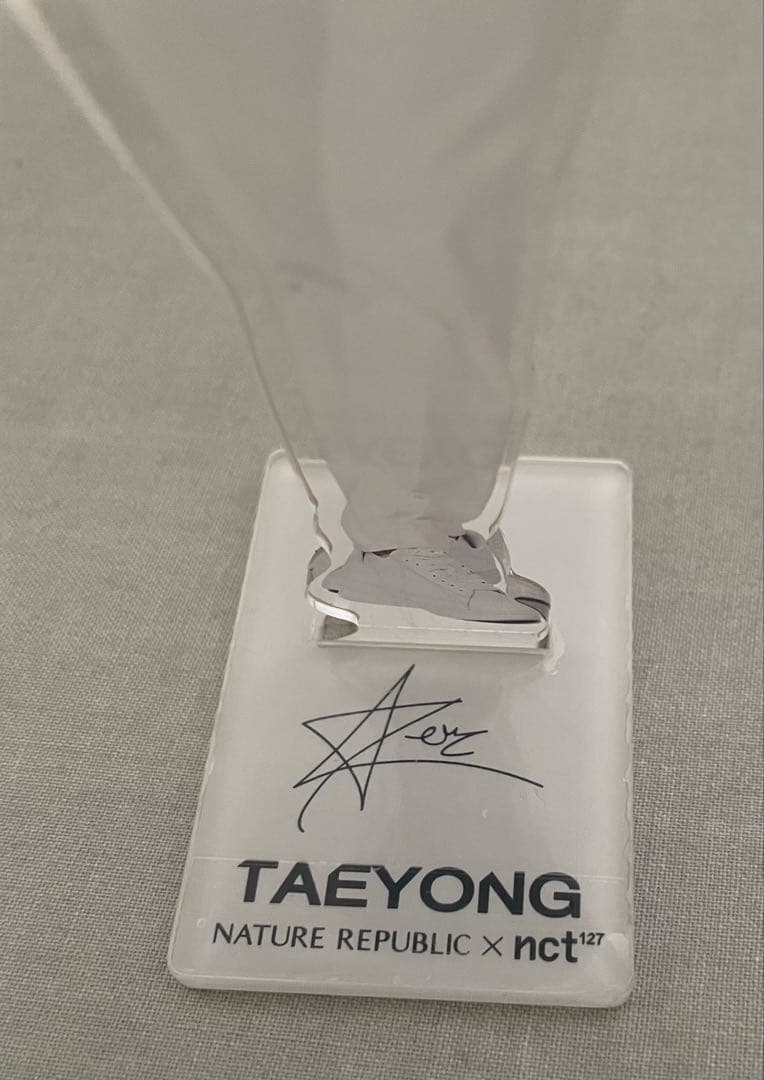 TAEYONG
NATURE REPUBLIC × nct¹²⁷